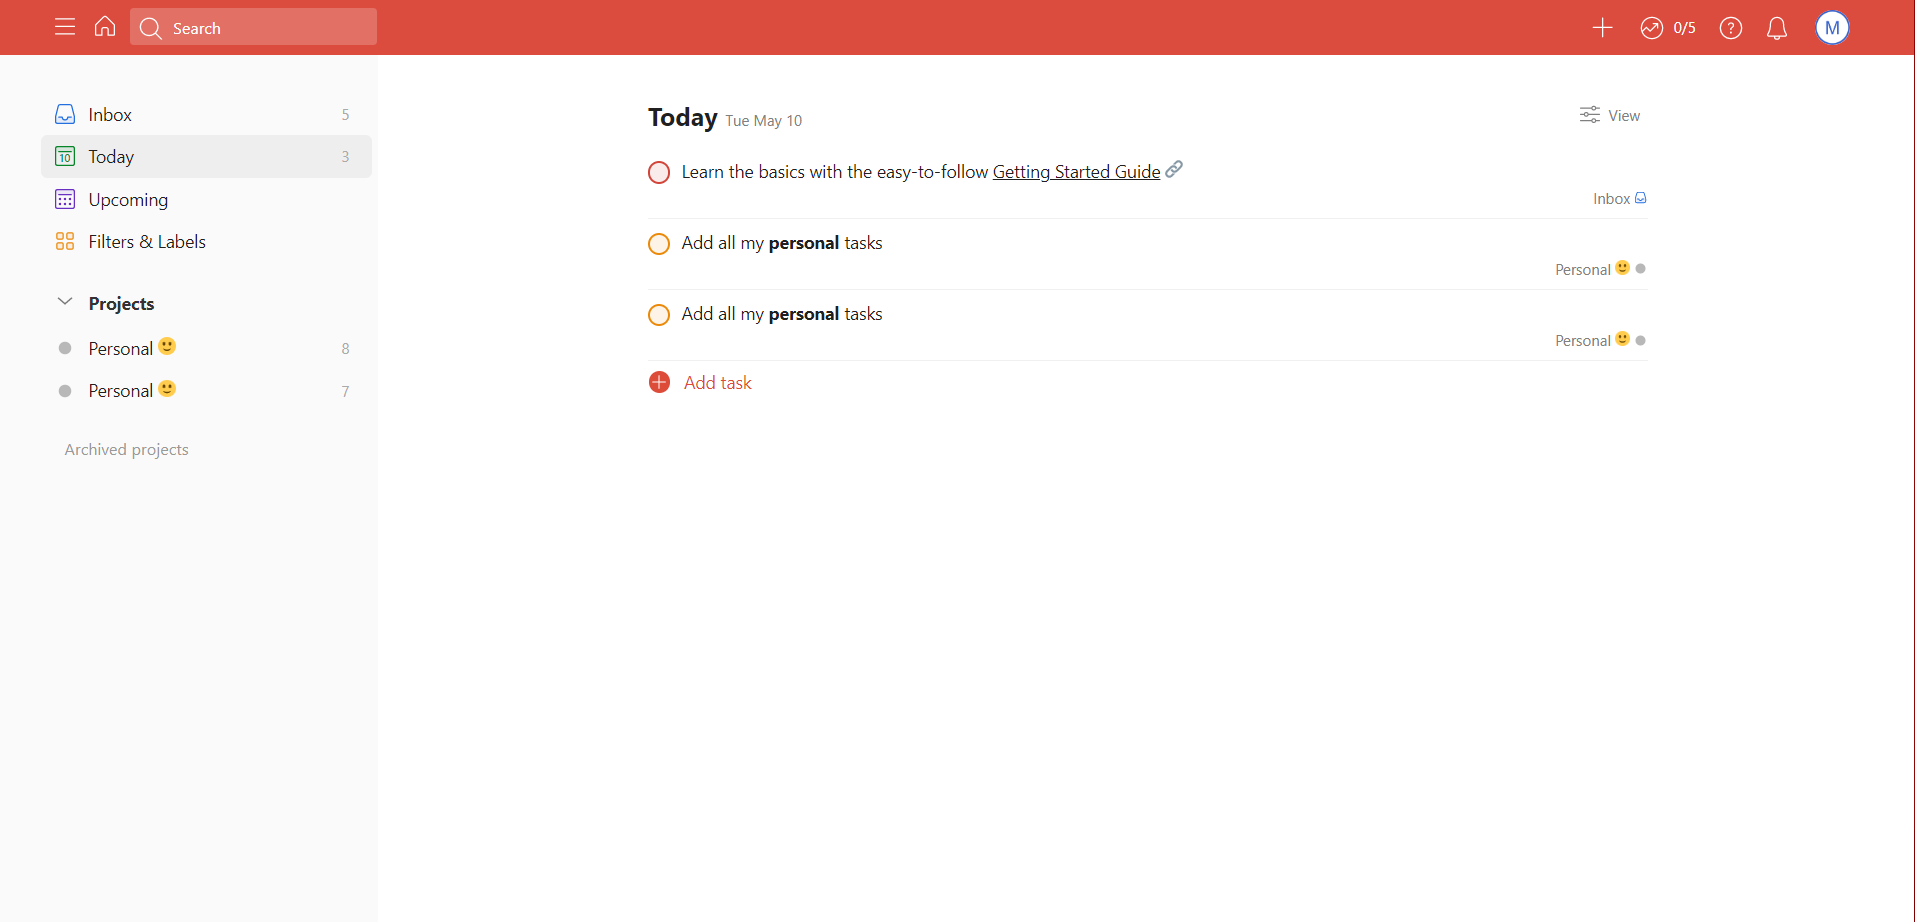 Search
0/5
?
M
Inbox 5
10 Today 3
Upcoming
Filters & Labels
Projects
Personal 🙂 8
Personal 🙂 7
Archived projects
Today Tue May 10
View
Learn the basics with the easy-to-follow Getting Started Guide 🔗
Inbox
Add all my personal tasks
Personal 🙂
Add all my personal tasks
Personal 🙂
Add task